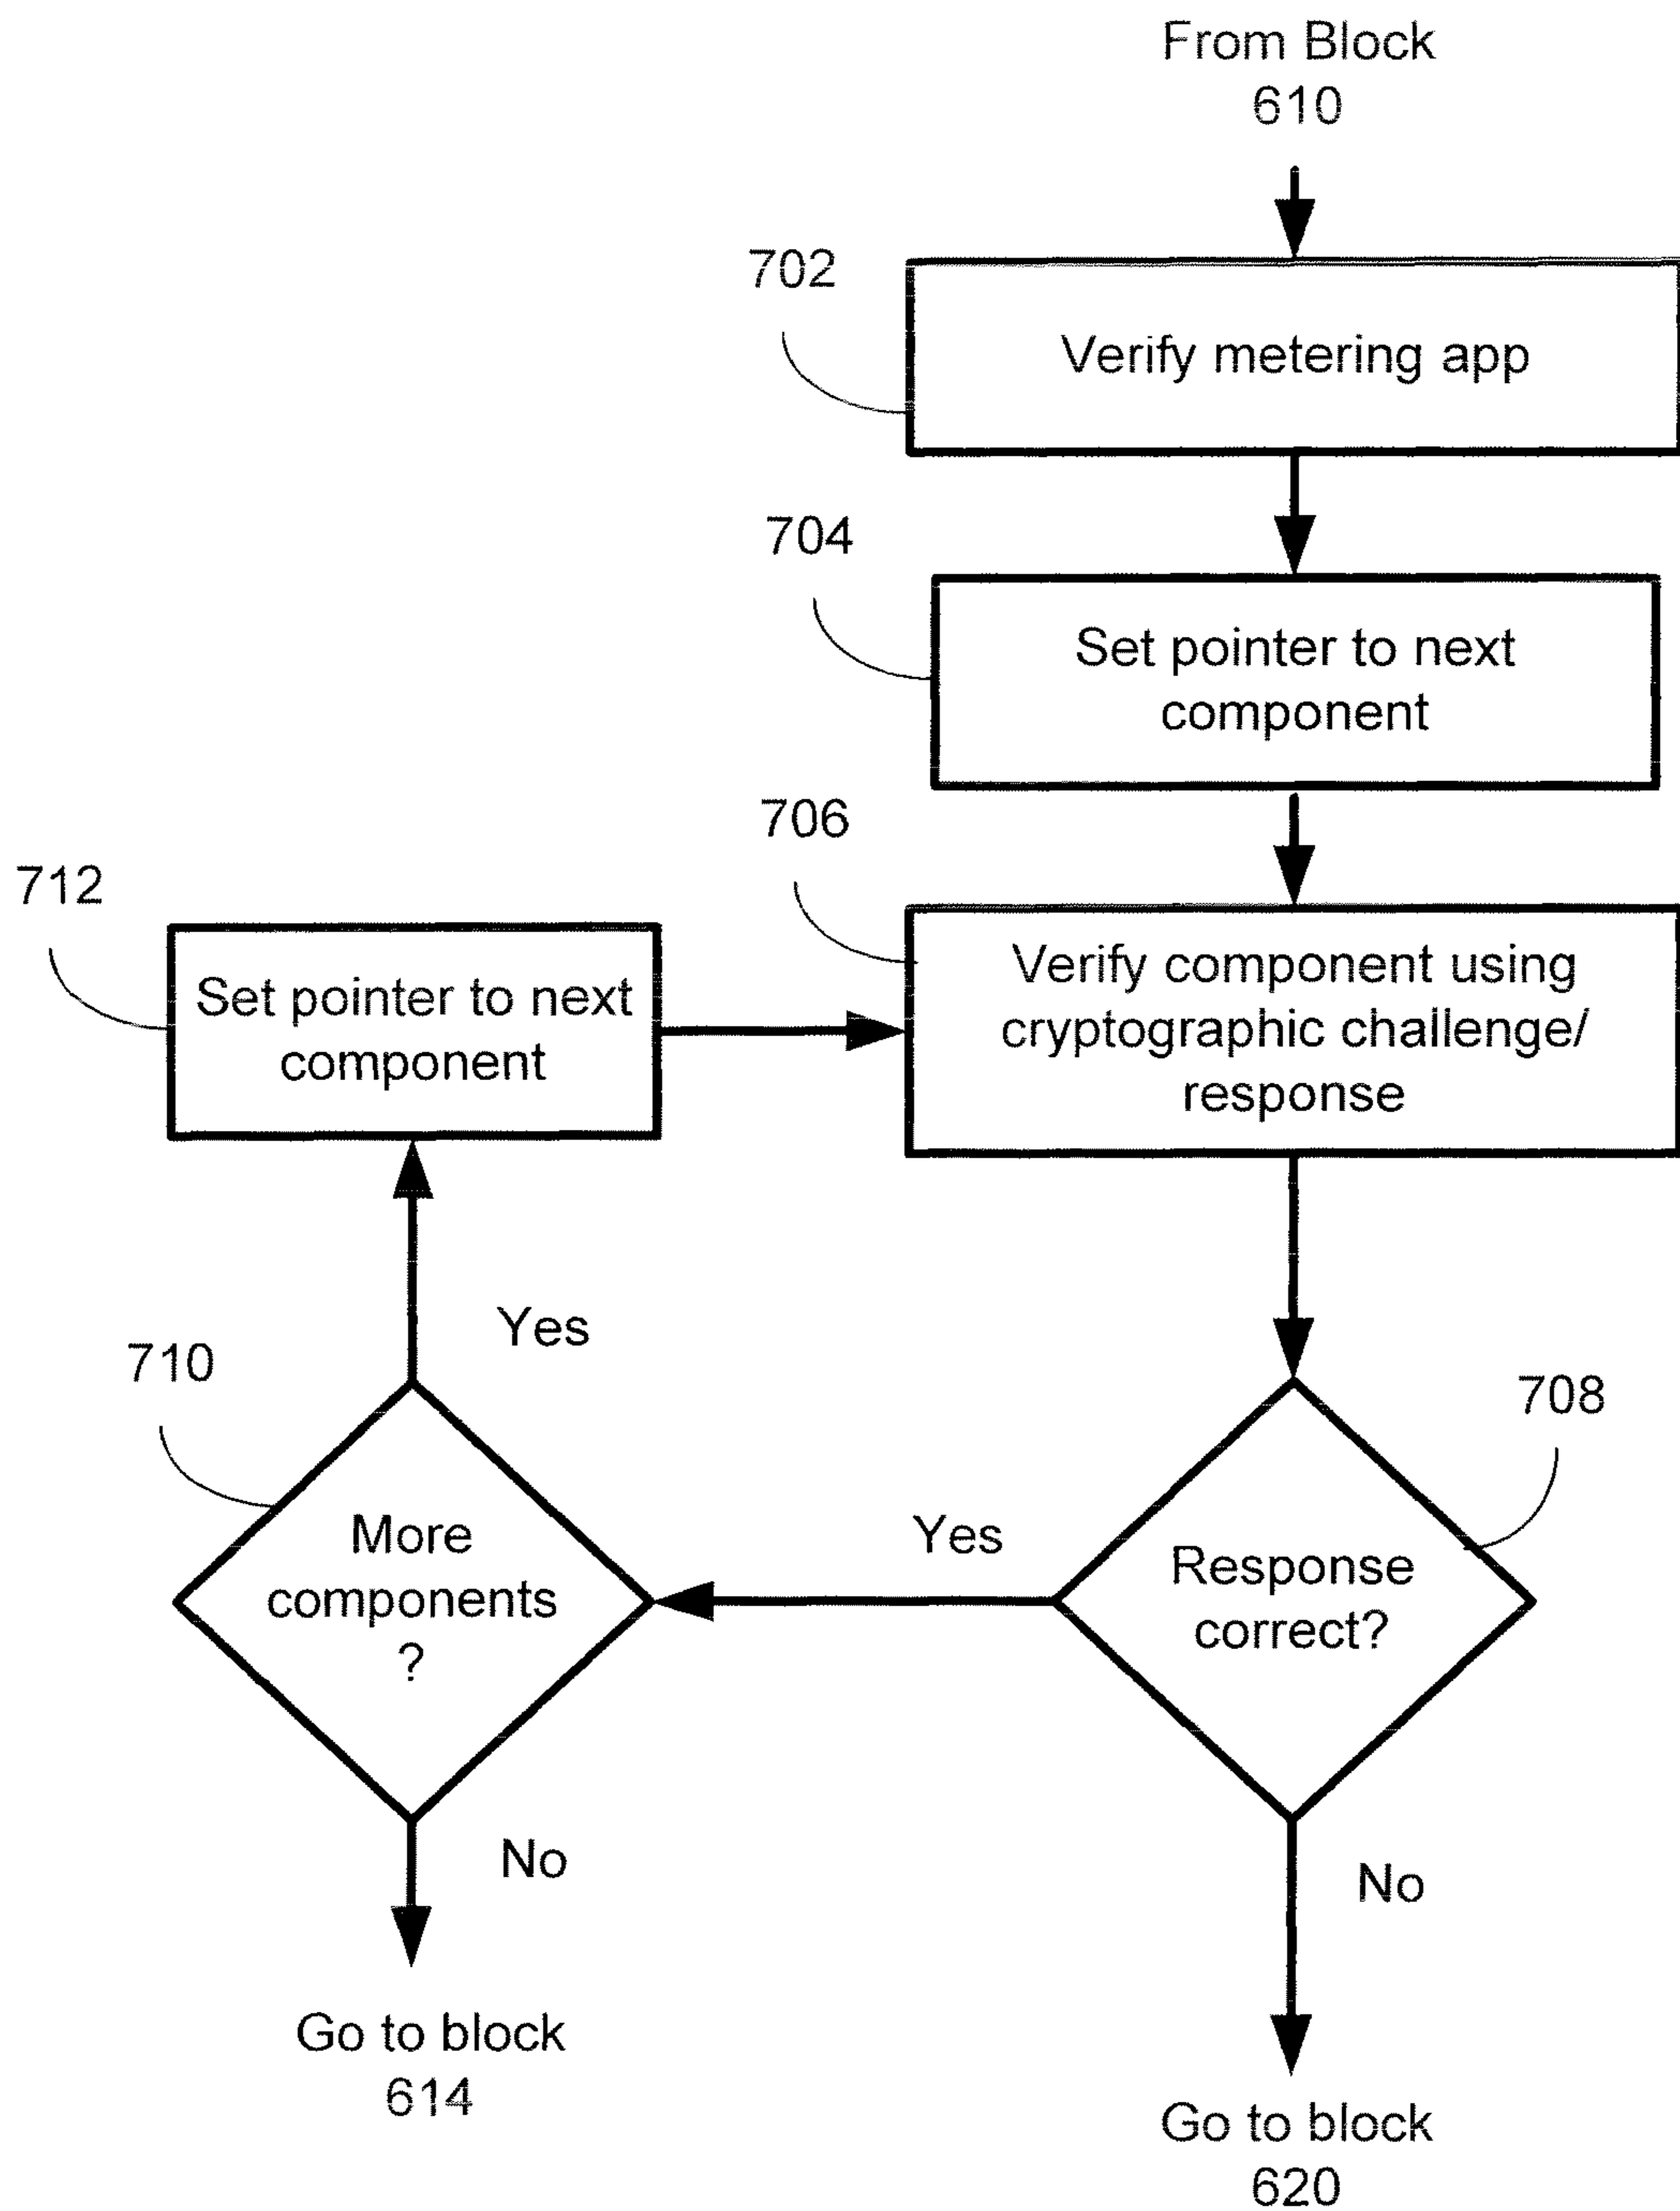 From Block
610
702
Verify metering app
704
Set pointer to next
component
706
Verify component using
cryptographic challenge/
response
712
Set pointer to next
component
Yes
710
More
components
?
Yes
708
Response
correct?
No
Go to block
614
No
Go to block
620